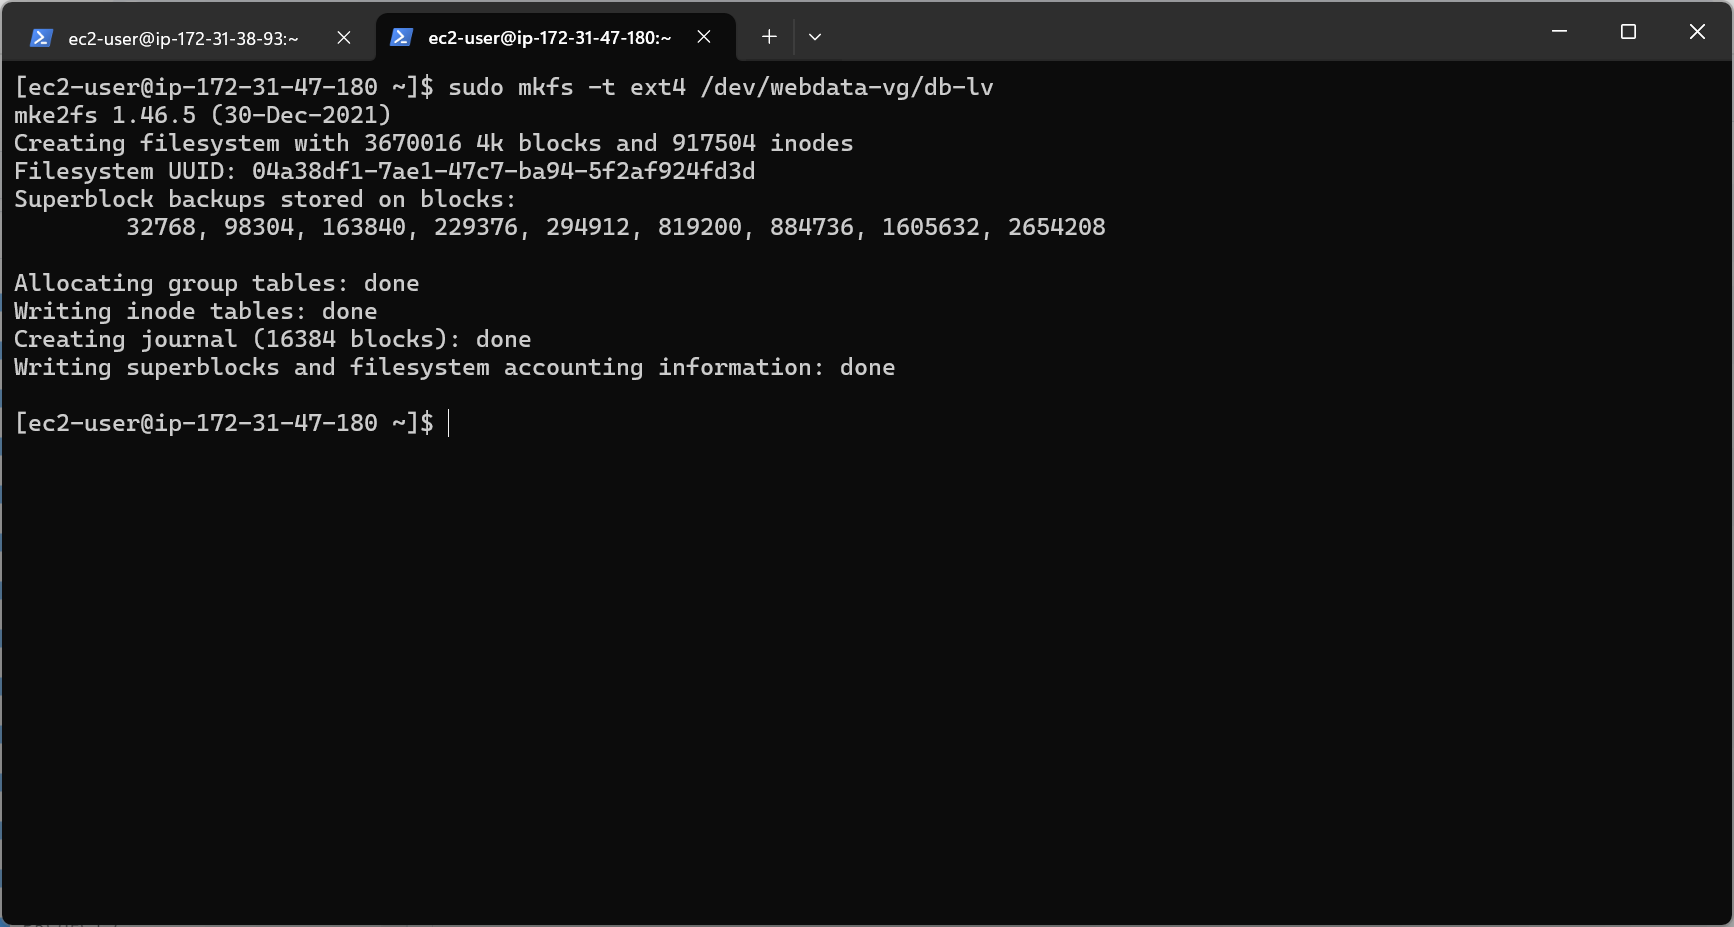 ec2-user@ip-172-31-38-93:~
ec2-user@ip-172-31-47-180:~
[ec2-user@ip-172-31-47-180 ~]$ sudo mkfs -t ext4 /dev/webdata-vg/db-lv
mke2fs 1.46.5 (30-Dec-2021)
Creating filesystem with 3670016 4k blocks and 917504 inodes
Filesystem UUID: 04a38df1-7ae1-47c7-ba94-5f2af924fd3d
Superblock backups stored on blocks:
32768, 98304, 163840, 229376, 294912, 819200, 884736, 1605632, 2654208
Allocating group tables: done
Writing inode tables: done
Creating journal (16384 blocks): done
Writing superblocks and filesystem accounting information: done
[ec2-user@ip-172-31-47-180 ~]$